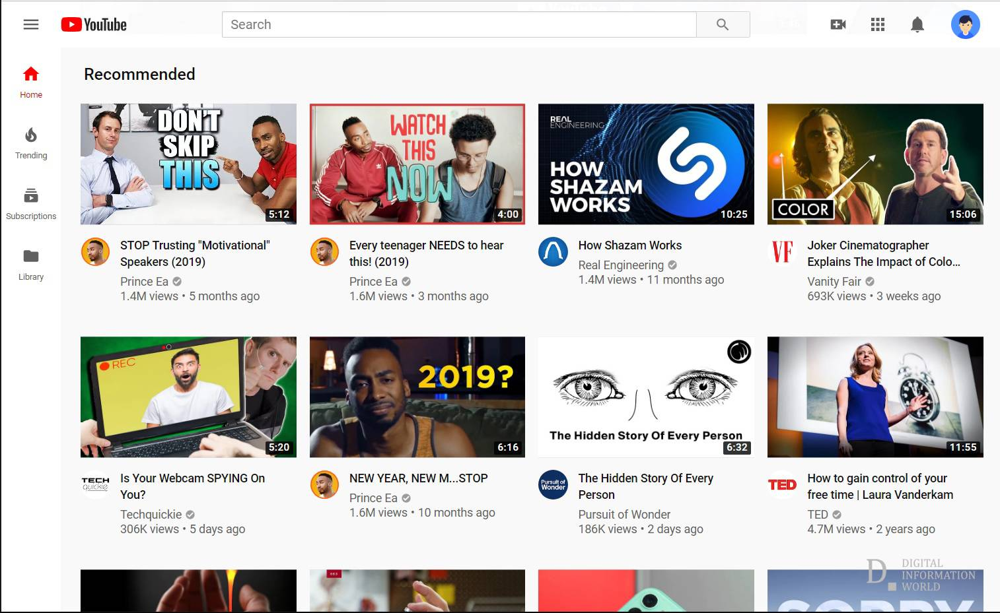 YouTube
Search
Home
Trending
Subscriptions
Library
Recommended
DON'T
SKIP
THIS
5:12
WATCH
THIS
NOW
4:00
REAL
ENGINEERING
HOW
SHAZAM
WORKS
10:25
COLOR
15:06
STOP Trusting "Motivational"
Speakers (2019)
Prince Ea
1.4M views • 5 months ago
Every teenager NEEDS to hear
this! (2019)
Prince Ea
1.6M views • 3 months ago
How Shazam Works
Real Engineering
1.4M views • 11 months ago
VF
Joker Cinematographer
Explains The Impact of Colo...
Vanity Fair
693K views • 3 weeks ago
REC
5:20
2019?
6:16
The Hidden Story Of Every Person
6:32
11:55
TECH
quickie
Is Your Webcam SPYING On
You?
Techquickie
306K views • 5 days ago
NEW YEAR, NEW M...STOP
Prince Ea
1.6M views • 10 months ago
Pursuit of
Wonder
The Hidden Story Of Every
Person
Pursuit of Wonder
186K views • 2 days ago
TED
How to gain control of your
free time | Laura Vanderkam
TED
4.7M views • 2 years ago
D.
DIGITAL
INFORMATION
WORLD
SORRY